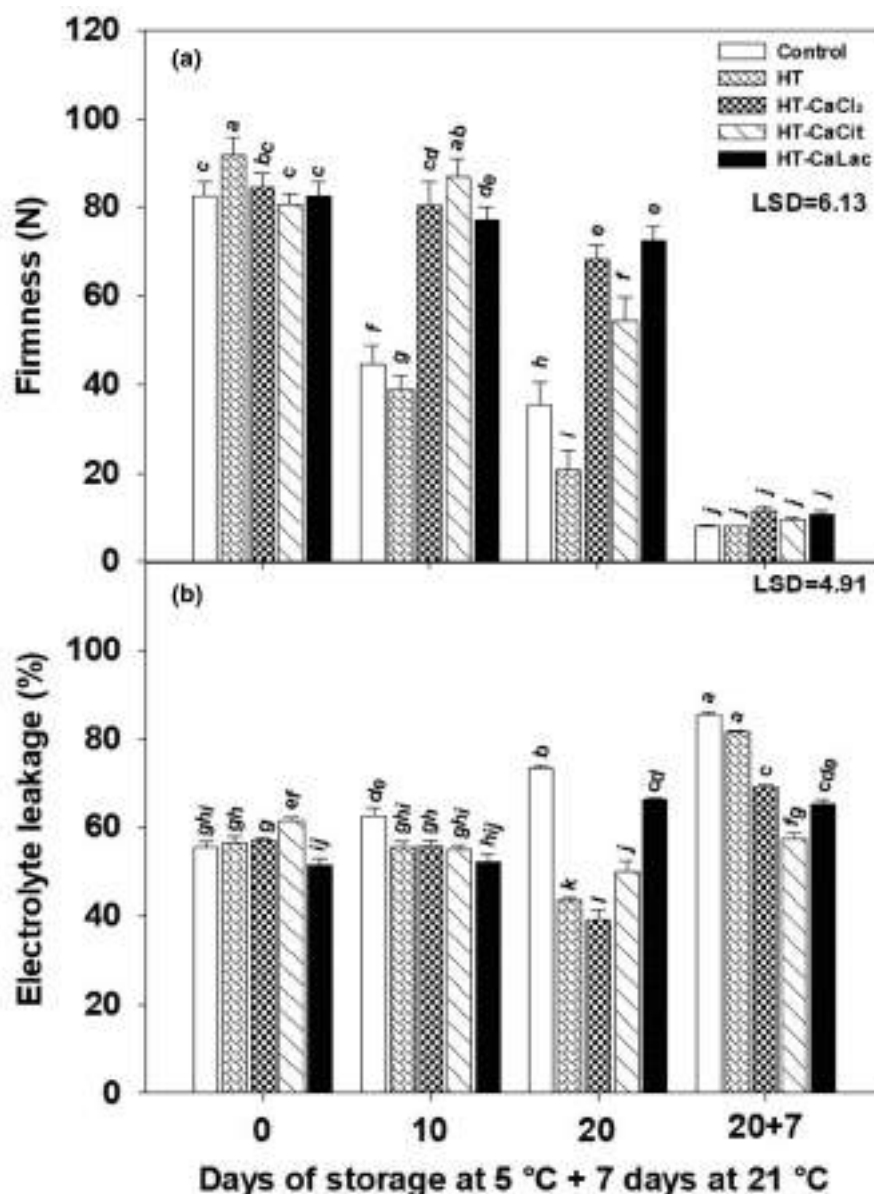 120
(a)
Control
HT
HT-CaCl₂
HT-CaCit
HT-CaLac
LSD=6.13
100
80
60
40
20
0
Firmness (N)
c a bc c c
f g cd ab de
h i e f e
j j j j j
(b)
LSD=4.91
100
80
60
40
20
0
Electrolyte leakage (%)
ghi gh g ef ij
de ghi gh ghi hij
b k l j cd
a a c fg cde
0 10 20 20+7
Days of storage at 5 °C + 7 days at 21 °C